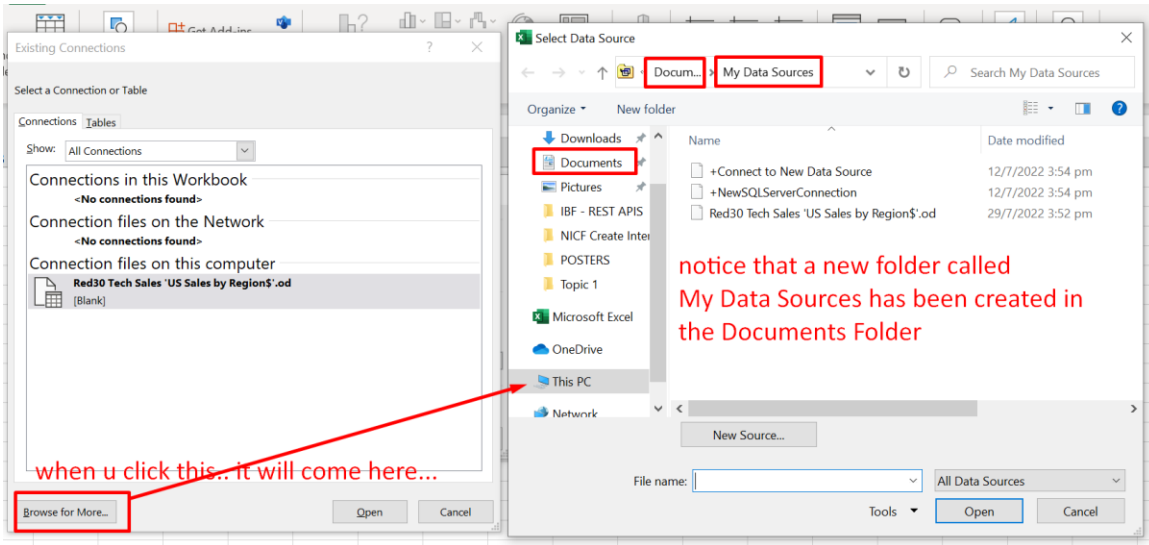 Get Add-ins
Existing Connections
?
Select a Connection or Table
Connections Tables
Show: All Connections
Connections in this Workbook
<No connections found>
Connection files on the Network
<No connections found>
Connection files on this computer
Red30 Tech Sales 'US Sales by Region$'.od
[Blank]
when u click this.. it will come here...
Browse for More...
Open
Cancel
Select Data Source
Docum... > My Data Sources
Search My Data Sources
Organize
New folder
Downloads
Documents
Pictures
IBF - REST APIS
NICF Create Inter
POSTERS
Topic 1
Microsoft Excel
OneDrive
This PC
Network
Name
Date modified
+Connect to New Data Source
12/7/2022 3:54 pm
+NewSQLServerConnection
12/7/2022 3:54 pm
Red30 Tech Sales 'US Sales by Region$'.od
29/7/2022 3:52 pm
notice that a new folder called
My Data Sources has been created in
the Documents Folder
New Source...
File name:
All Data Sources
Tools
Open
Cancel